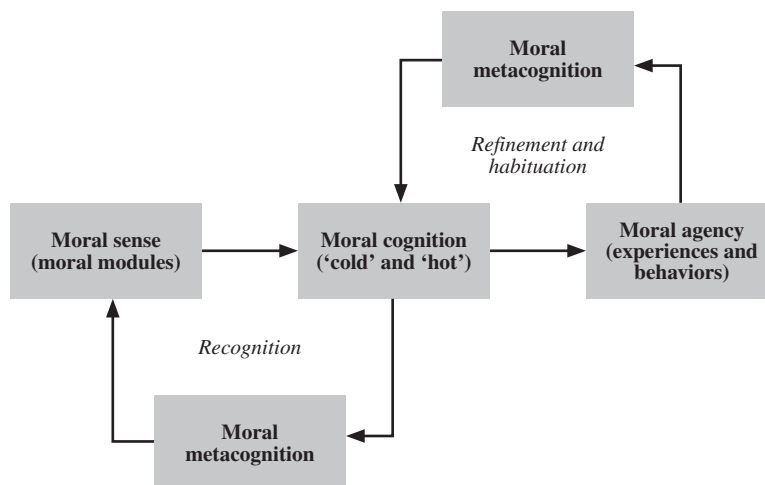 Moral
metacognition
Refinement and
habituation
Moral sense
(moral modules)
Moral cognition
(‘cold’ and ‘hot’)
Moral agency
(experiences and
behaviors)
Recognition
Moral
metacognition